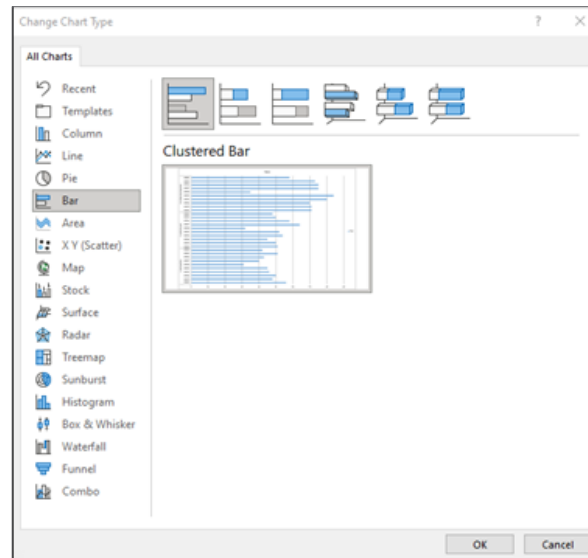 Change Chart Type ? ×
All Charts
Recent
Templates
Column
Line
Pie
Bar
Area
X Y (Scatter)
Map
Stock
Surface
Radar
Treemap
Sunburst
Histogram
Box & Whisker
Waterfall
Funnel
Combo
Clustered Bar
OK Cancel